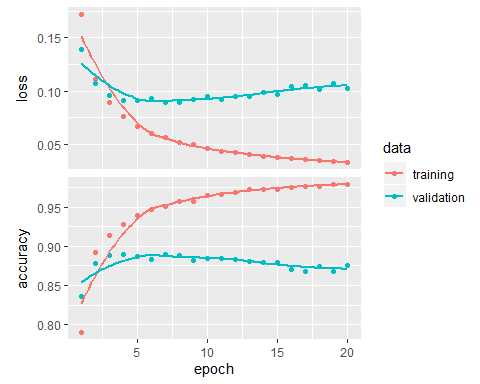 loss
0.15
0.10
0.05
accuracy
0.95
0.90
0.85
0.80
5 10 15 20
epoch
data
training
validation